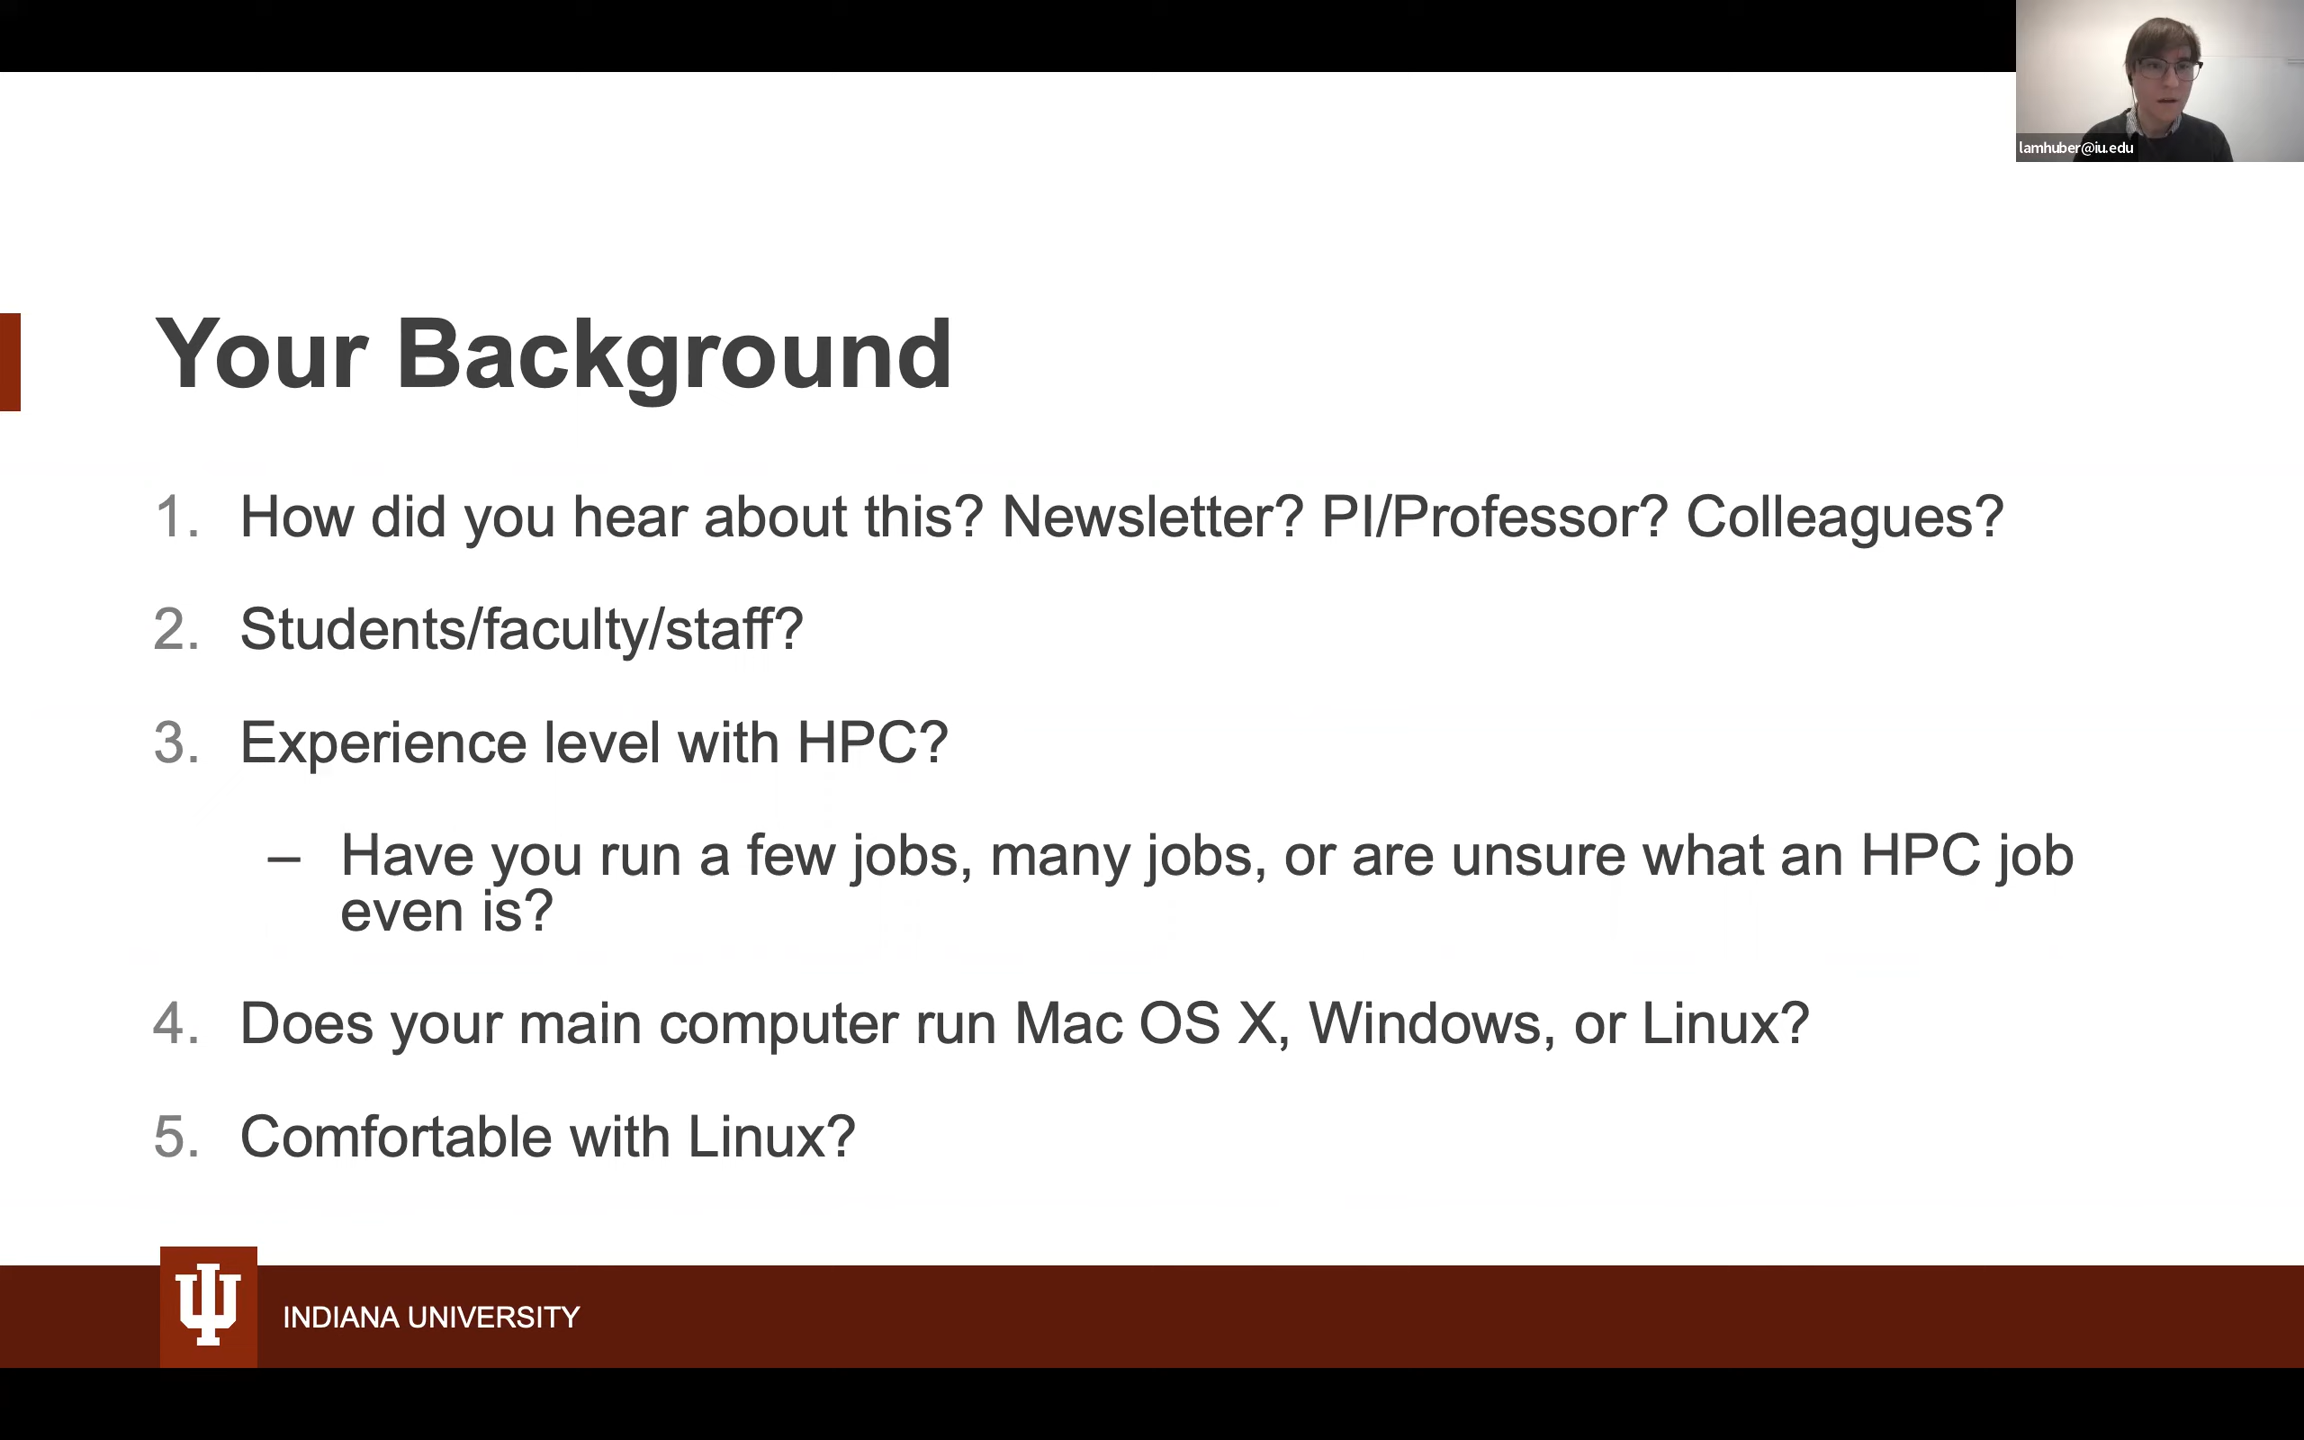 lamhuber@iu.edu
Your Background
1. How did you hear about this? Newsletter? PI/Professor? Colleagues?
2. Students/faculty/staff?
3. Experience level with HPC?
– Have you run a few jobs, many jobs, or are unsure what an HPC job
even is?
4. Does your main computer run Mac OS X, Windows, or Linux?
5. Comfortable with Linux?
INDIANA UNIVERSITY